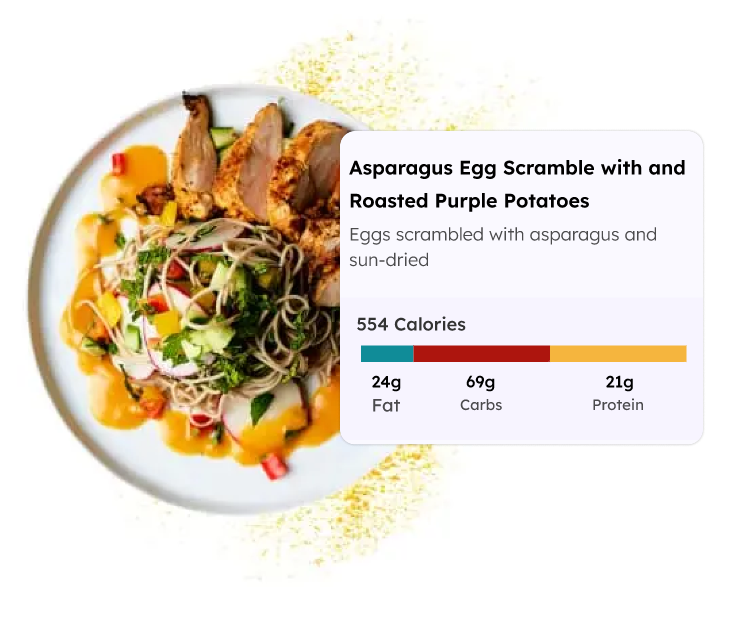 Asparagus Egg Scramble with and
Roasted Purple Potatoes
Eggs scrambled with asparagus and
sun-dried
554 Calories
24g 69g 21g
Fat Carbs Protein